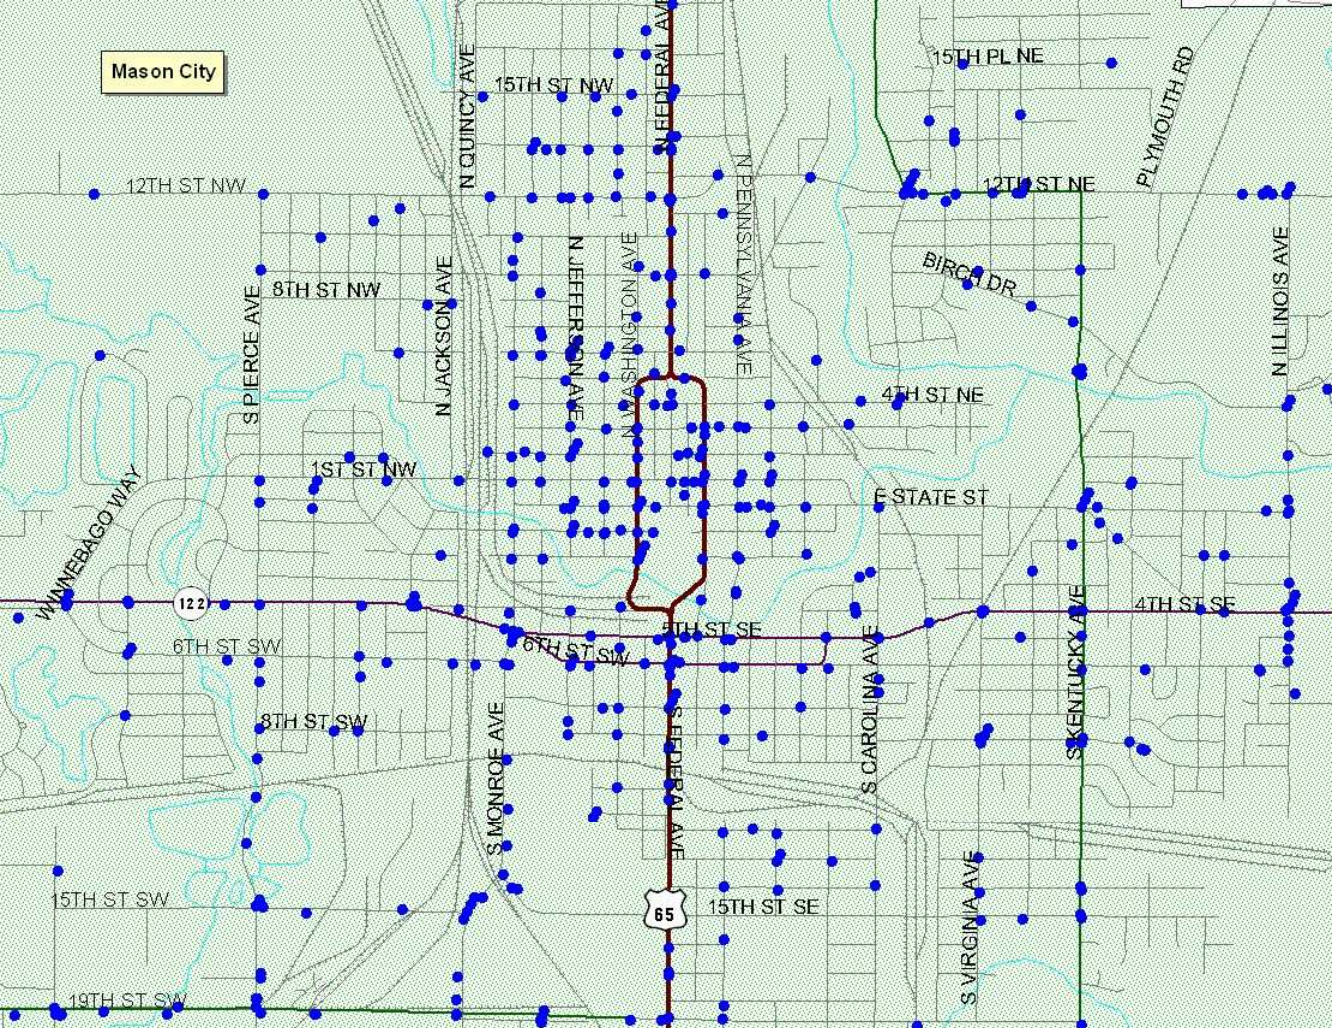 N FEDERAL AVE
15TH PL NE
N QUINCY AVE
PLYMOUTH RD
Mason City
15TH ST NW
12TH ST NW
N PENNSYLVANIA AVE
12TH ST NE
N JEFFERSON AVE
N WASHINGTON AVE
BIRCH DR
N ILLINOIS AVE
8TH ST NW
S PIERCE AVE
N JACKSON AVE
4TH ST NE
1ST ST NW
WINNEBAGO WAY
E STATE ST
122
4TH ST SE
5TH ST SE
6TH ST SW
6TH ST SW
S KENTUCKY AVE
S CAROLINA AVE
8TH ST SW
S MONROE AVE
S FEDERAL AVE
15TH ST SW
65
15TH ST SE
S VIRGINIA AVE
19TH ST SW